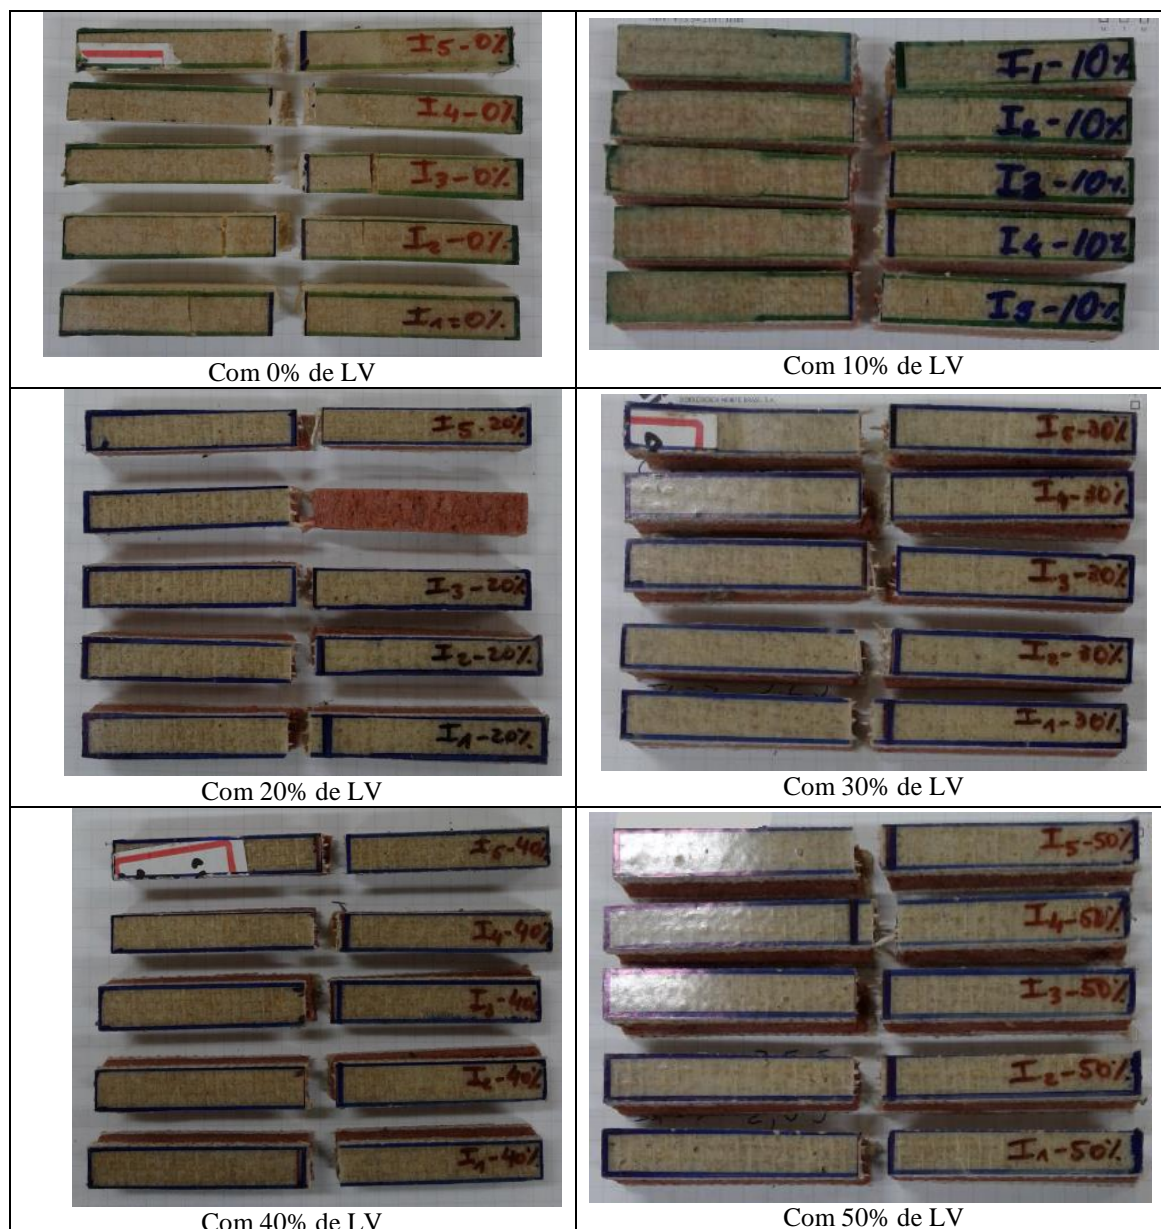 I5-0%
I4-0%
I3-0%
I2-0%
I1=0%
Com 0% de LV
I1-10%
I2-10%
I3-10%
I4-10%
I5-10%
Com 10% de LV
I5-20%
I3-20%
I2-20%
I1-20%
Com 20% de LV
I5-30%
I4-30%
I3-30%
I2-30%
I1-30%
Com 30% de LV
I5-40%
I4-40%
I3-40%
I2-40%
I1-40%
Com 40% de LV
I5-50%
I4-50%
I3-50%
I2-50%
I1-50%
Com 50% de LV